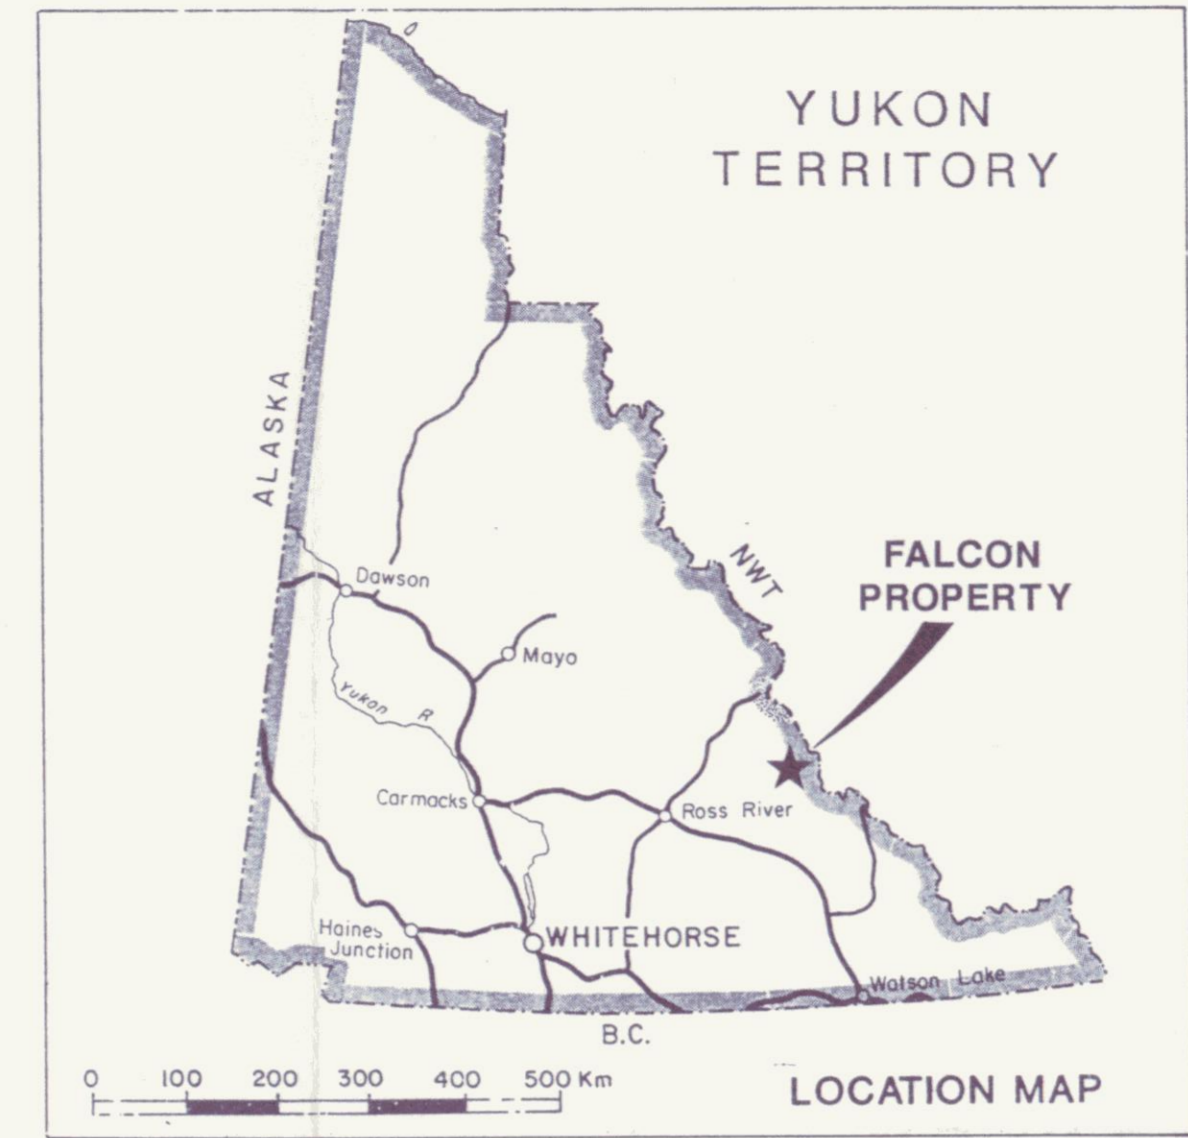 YUKON
TERRITORY
ALASKA
NWT
FALCON
PROPERTY
Dawson
Mayo
Yukon R
Carmacks
Ross River
Haines
Junction
WHITEHORSE
Watson Lake
B.C.
0 100 200 300 400 500 Km
LOCATION MAP